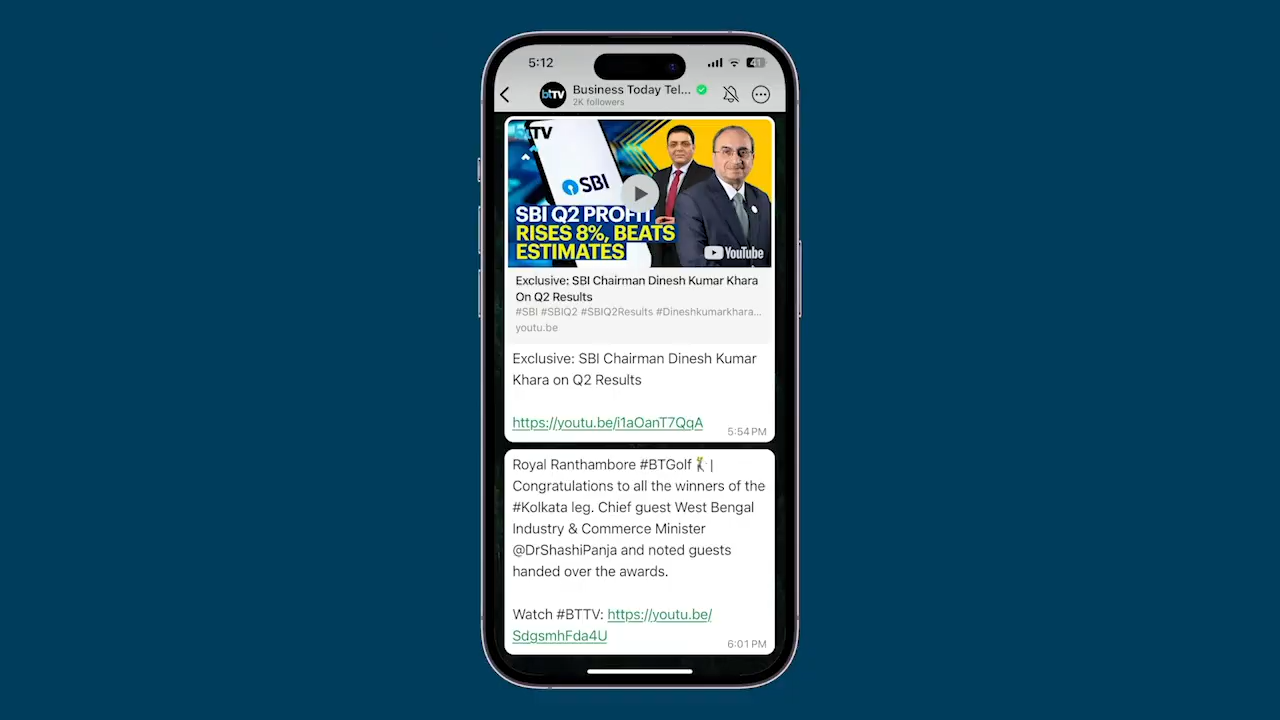 5:12
41
btTV
Business Today Tel...
2K followers
btTV
SBI
SBI Q2 PROFIT
RISES 8%, BEATS
ESTIMATES
YouTube
Exclusive: SBI Chairman Dinesh Kumar Khara
On Q2 Results
#SBI #SBIQ2 #SBIQ2Results #Dineshkumarkhara...
youtu.be
Exclusive: SBI Chairman Dinesh Kumar
Khara on Q2 Results
https://youtu.be/i1aOanT7QqA
5:54 PM
Royal Ranthambore #BTGolf🏌|
Congratulations to all the winners of the
#Kolkata leg. Chief guest West Bengal
Industry & Commerce Minister
@DrShashiPanja and noted guests
handed over the awards.
Watch #BTTV: https://youtu.be/
SdgsmhFda4U
6:01 PM